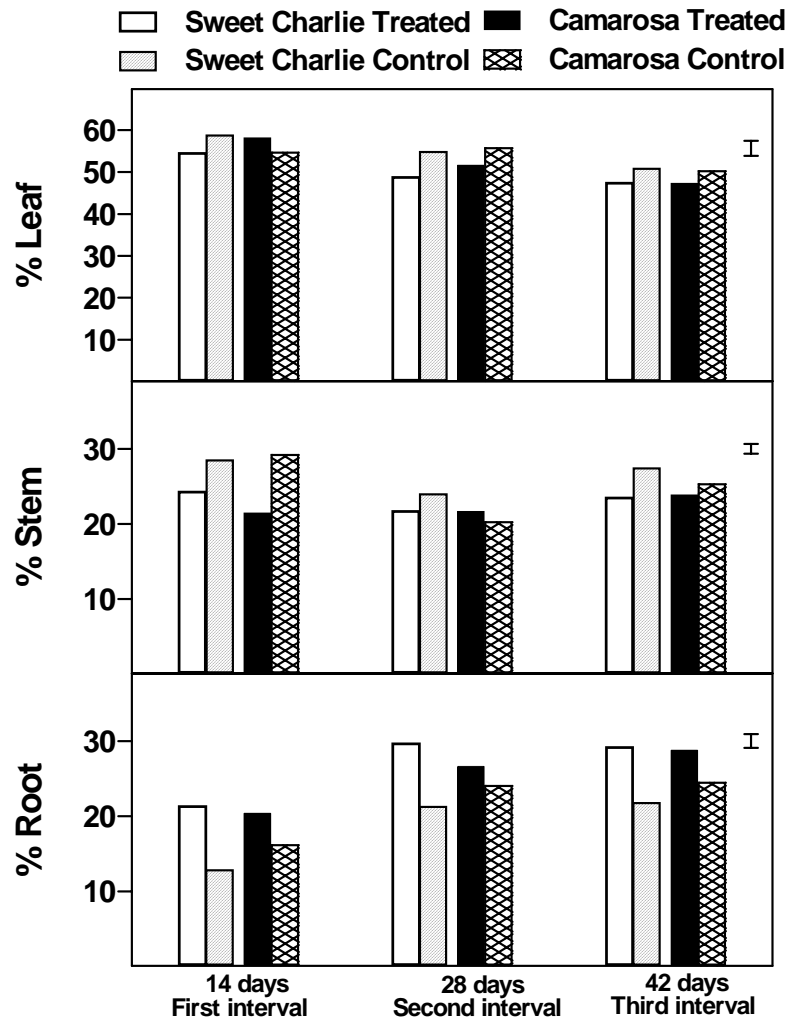 Sweet Charlie Treated
Camarosa Treated
Sweet Charlie Control
Camarosa Control
% Leaf
60
50
40
30
20
10
% Stem
30
20
10
% Root
30
20
10
14 days
First interval
28 days
Second interval
42 days
Third interval